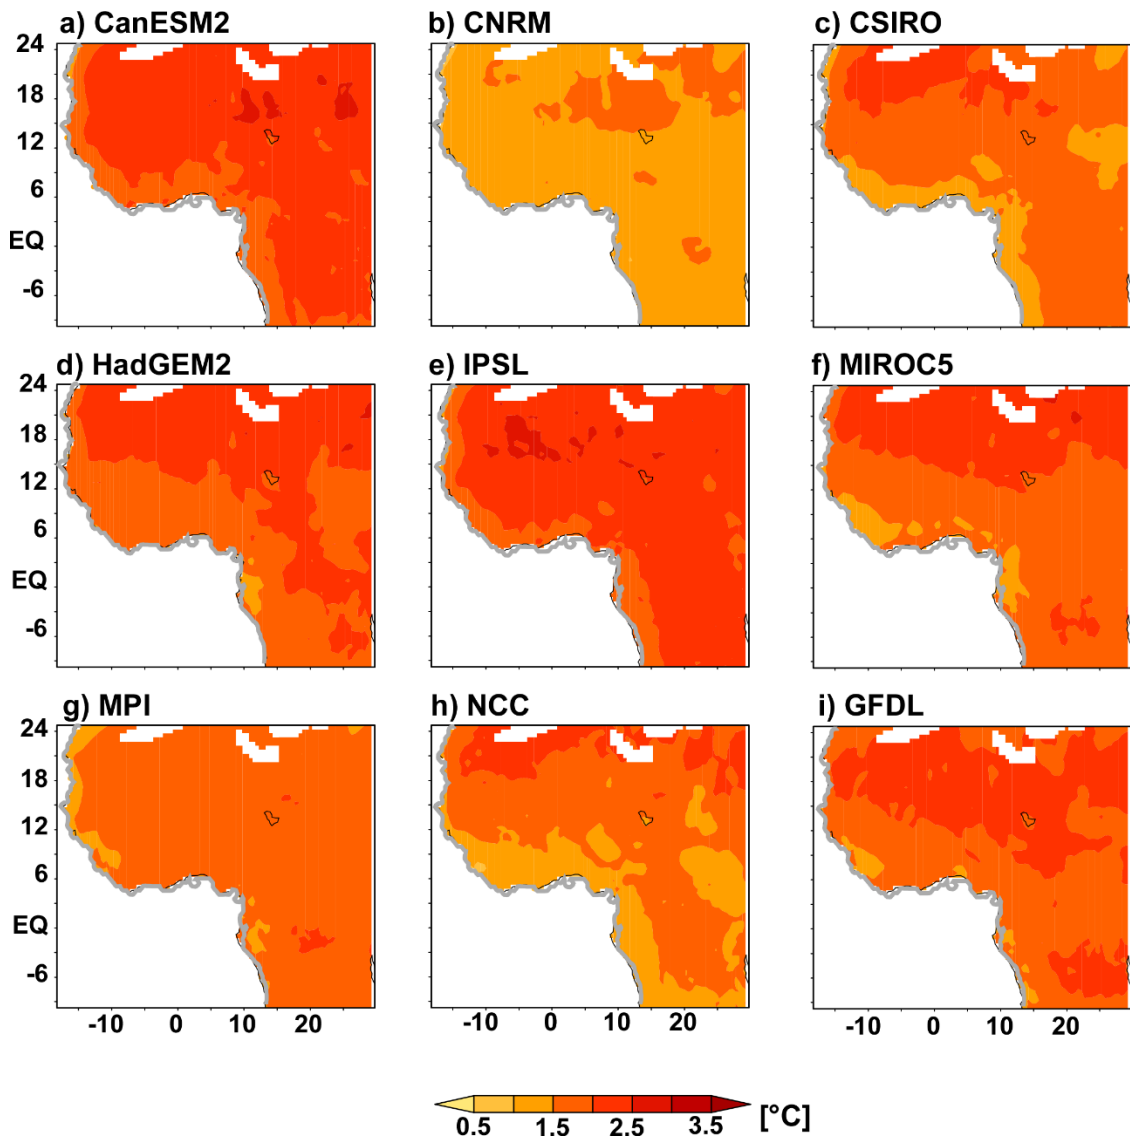 a) CanESM2 b) CNRM c) CSIRO
24
18
12
6
EQ
-6
d) HadGEM2 e) IPSL f) MIROC5
24
18
12
6
EQ
-6
g) MPI h) NCC i) GFDL
24
18
12
6
EQ
-6
-10 0 10 20 -10 0 10 20 -10 0 10 20
0.5 1.5 2.5 3.5 [°C]